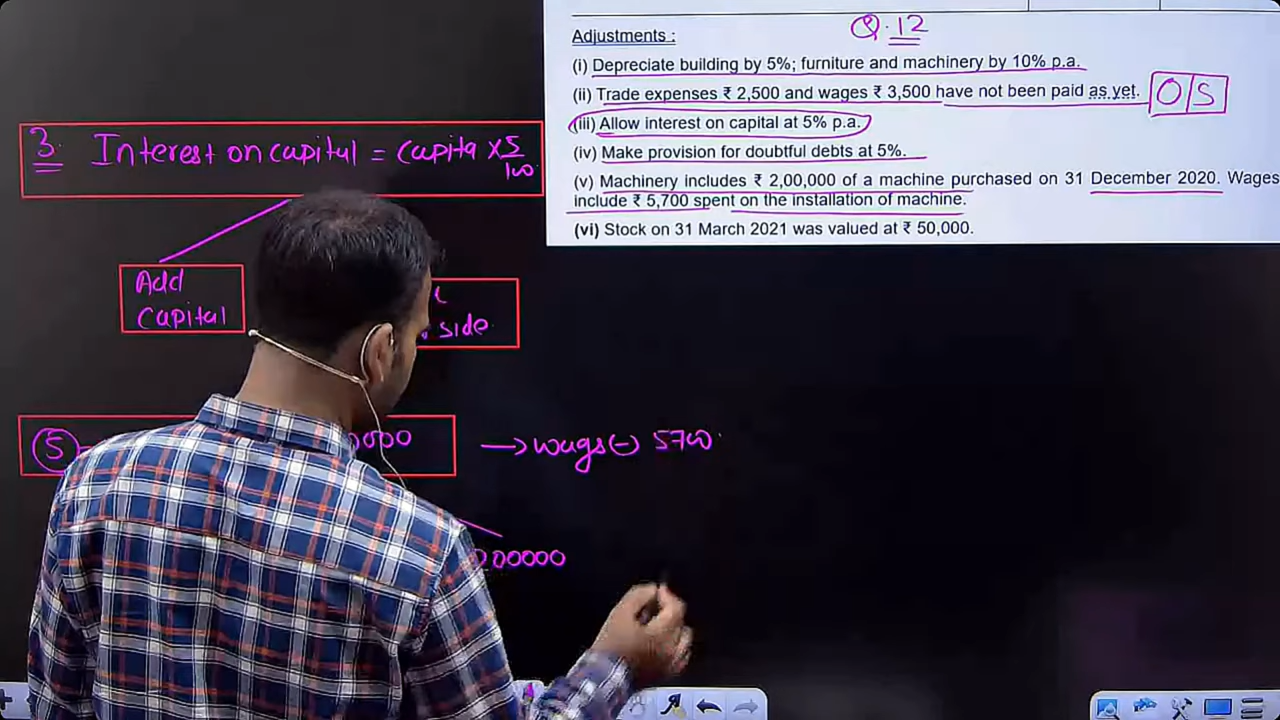 Q.12
Adjustments :
(i) Depreciate building by 5%; furniture and machinery by 10% p.a.
(ii) Trade expenses ₹ 2,500 and wages ₹ 3,500 have not been paid as yet.
O/S
(iii) Allow interest on capital at 5% p.a.
(iv) Make provision for doubtful debts at 5%.
(v) Machinery includes ₹ 2,00,000 of a machine purchased on 31 December 2020. Wages
include ₹ 5,700 spent on the installation of machine.
(vi) Stock on 31 March 2021 was valued at ₹ 50,000.
3. Interest on capital = capita × 5/100
Add
Capital
side
5
→ wags (-) 5700
200000